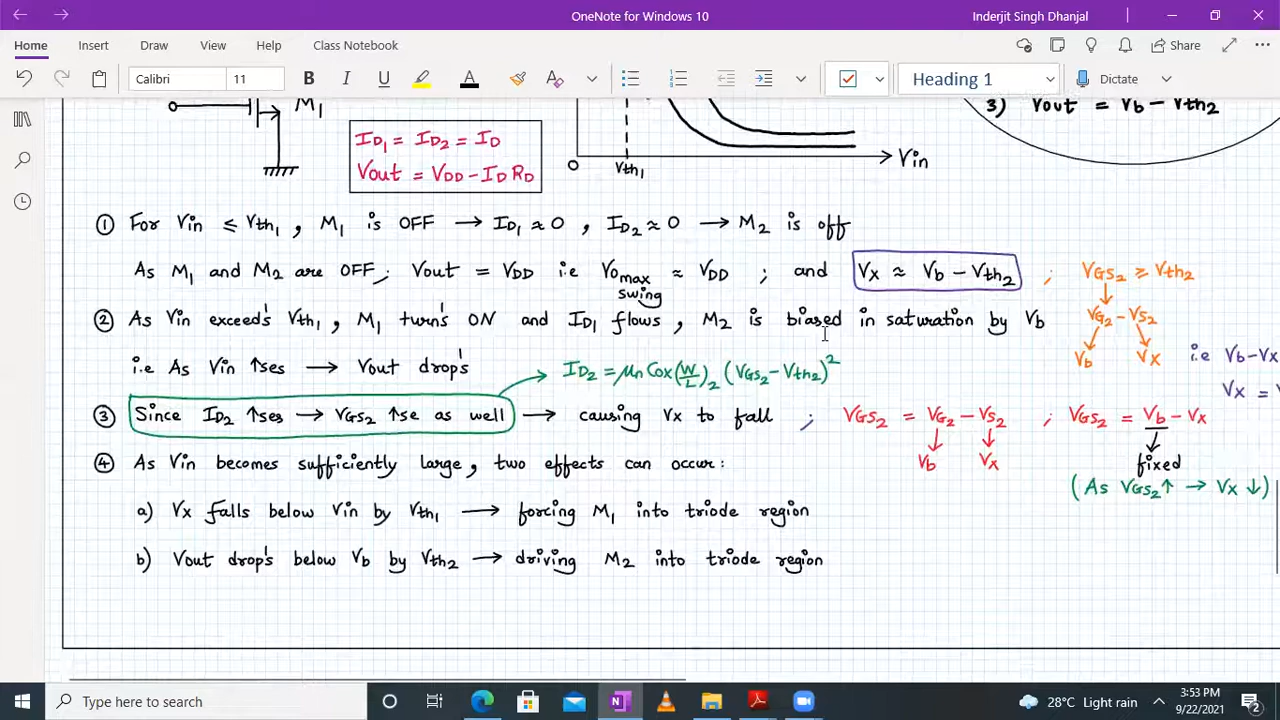 OneNote for Windows 10
Inderjit Singh Dhanjal
Home Insert Draw View Help Class Notebook
Share
Calibri 11 B I U A A Heading 1 Dictate
M1
ID1 = ID2 = ID
Vout = VDD - ID RD
0
Vth1
Vin
3) Vout = Vb - Vth2
① For Vin ≤ Vth1, M1 is OFF → ID1 ≈ 0, ID2 ≈ 0 → M2 is off
As M1 and M2 are OFF; Vout = VDD i.e Vomax swing ≈ VDD ; and Vx ≈ Vb - Vth2 ; VGS2 ≥ Vth2
↓
VG2 - VS2
↓ ↓
Vb Vx
i.e Vb-Vx
Vx = V
② As Vin exceed's Vth1, M1 turn's ON and ID1 flows, M2 is biased in saturation by Vb
i.e As Vin ↑ses → Vout drop's
ID2 = μn Cox (W/L)2 (VGS2 - Vth2)²
③ Since ID2 ↑ses → VGS2 ↑se as well → causing Vx to fall ; VGS2 = VG2 - VS2 ; VGS2 = Vb - Vx
↓ ↓ ↓
Vb Vx fixed
(As VGS2 ↑ → Vx ↓)
④ As Vin becomes sufficiently large, two effects can occur:
a) Vx falls below Vin by Vth1 → forcing M1 into triode region
b) Vout drop's below Vb by Vth2 → driving M2 into triode region
Type here to search
28°C Light rain
3:53 PM
9/22/2021
2